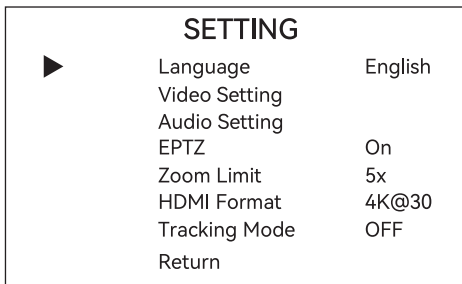 SETTING
Language English
Video Setting
Audio Setting
EPTZ On
Zoom Limit 5x
HDMI Format 4K@30
Tracking Mode OFF
Return